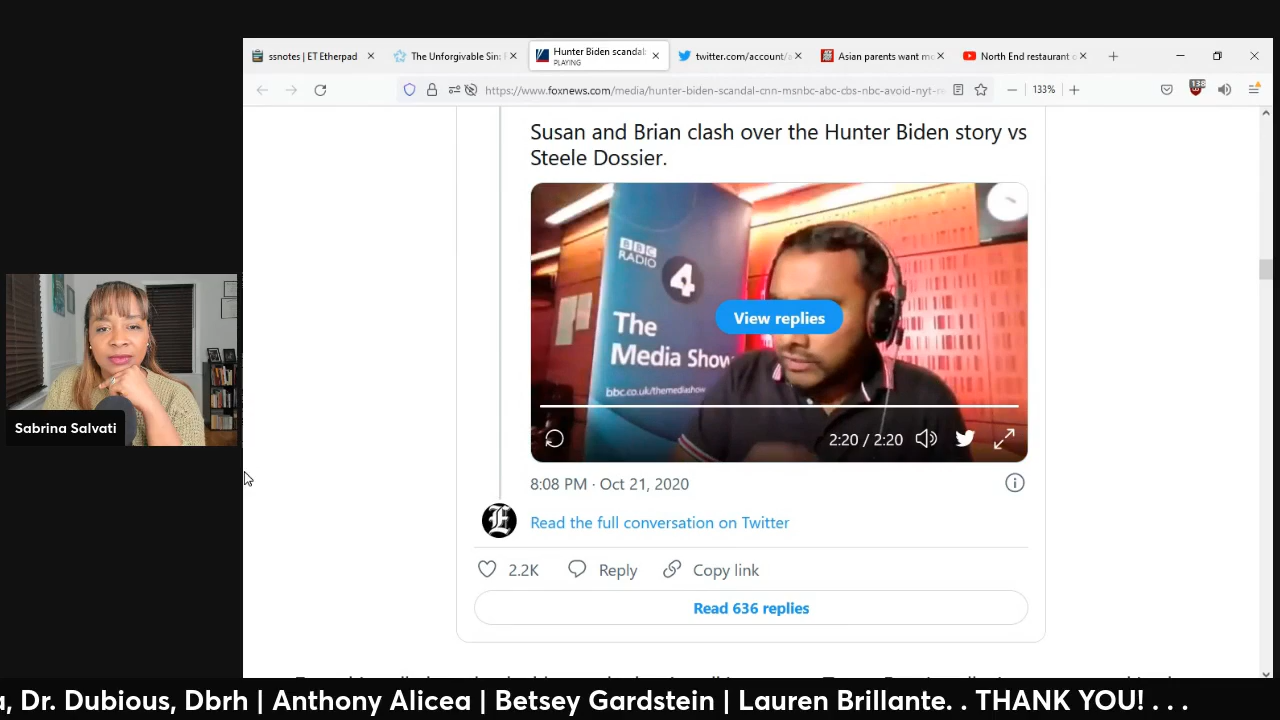 ssnotes | ET Etherpad
The Unforgivable Sin:
Hunter Biden scandal:
PLAYING
twitter.com/account/
Asian parents want mo
North End restaurant o
https://www.foxnews.com/media/hunter-biden-scandal-cnn-msnbc-abc-cbs-nbc-avoid-nyt-re
133%
Susan and Brian clash over the Hunter Biden story vs
Steele Dossier.
BBC
RADIO
4
The
Media Show
bbc.co.uk/themediashow
View replies
2:20 / 2:20
8:08 PM · Oct 21, 2020
Read the full conversation on Twitter
2.2K Reply Copy link
Read 636 replies
Sabrina Salvati
, Dr. Dubious, Dbrh | Anthony Alicea | Betsey Gardstein | Lauren Brillante. . THANK YOU! . . .